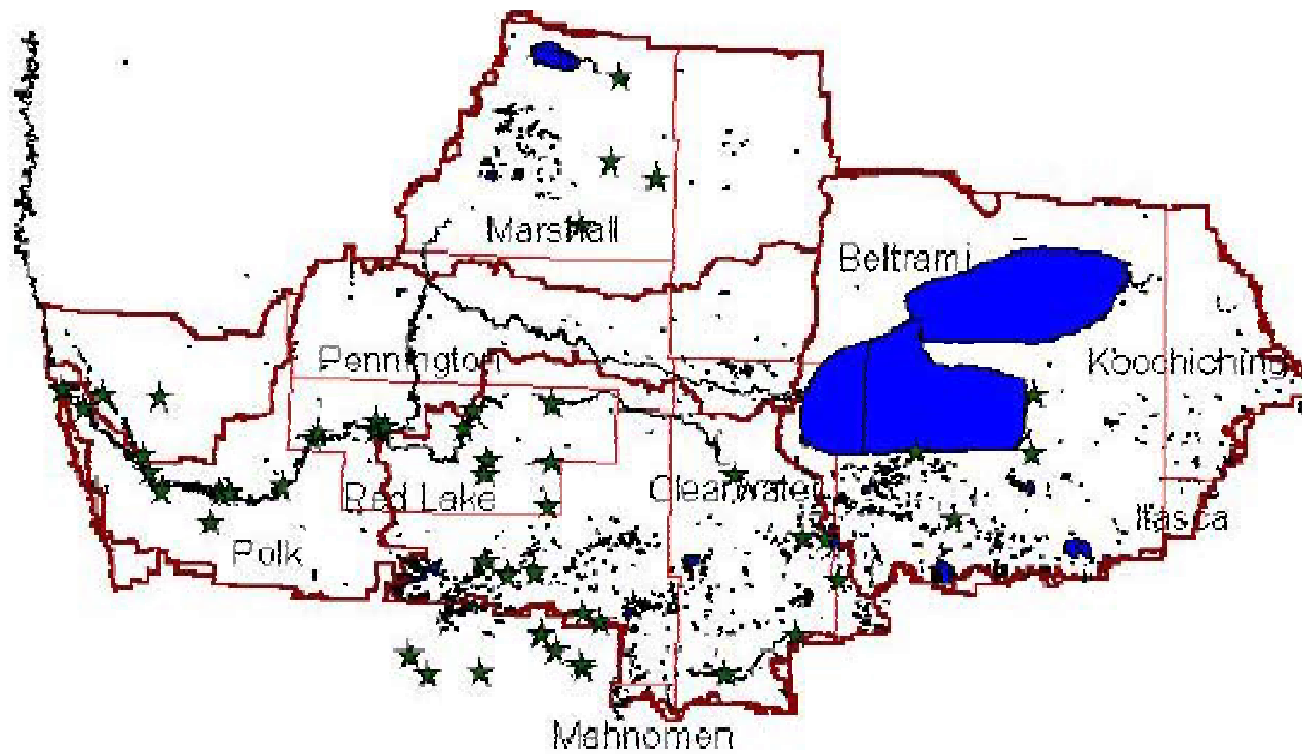 Marshall
Beltrami
Pennington
Koochiching
Red Lake
Clearwater
Itasca
Polk
Mahnomen